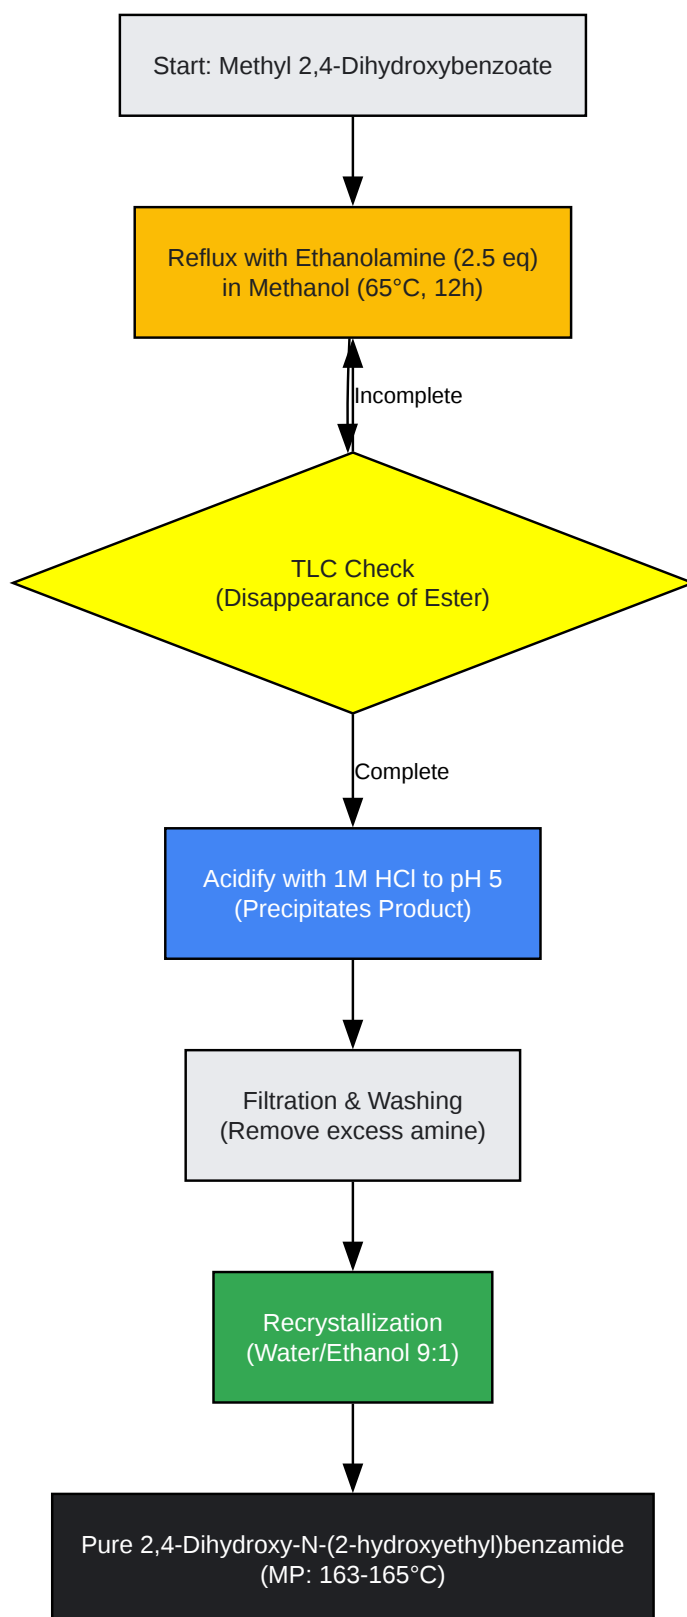 Start: Methyl 2,4-Dihydroxybenzoate
Reflux with Ethanolamine (2.5 eq)
in Methanol (65°C, 12h)
Incomplete
TLC Check
(Disappearance of Ester)
Complete
Acidify with 1M HCl to pH 5
(Precipitates Product)
Filtration & Washing
(Remove excess amine)
Recrystallization
(Water/Ethanol 9:1)
Pure 2,4-Dihydroxy-N-(2-hydroxyethyl)benzamide
(MP: 163-165°C)